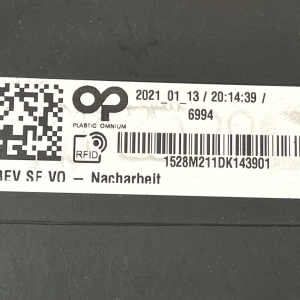 2021_01_13 / 20:14:39 /
6994
PLASTIC OMNIUM
RFID
1528M211DK143901
BEV SF VO – Nacharbeit